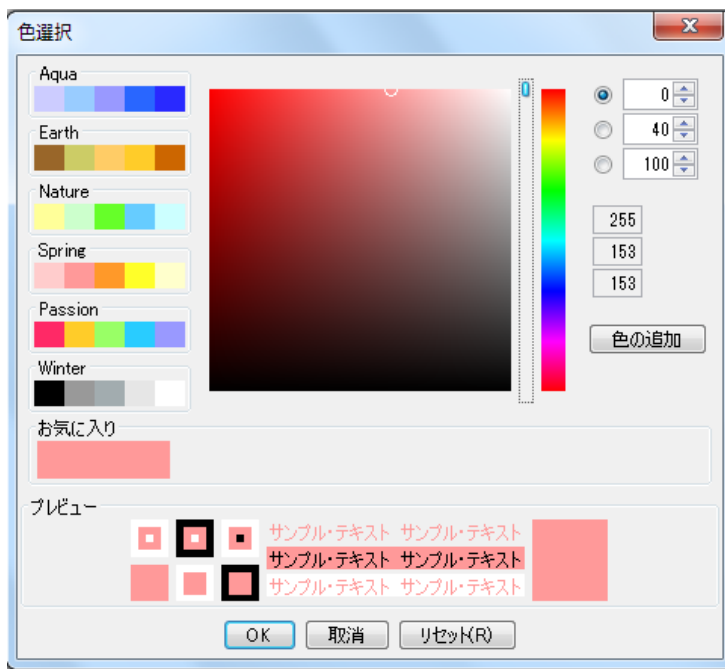 色選択
Aqua
Earth
Nature
Spring
Passion
Winter
0
40
100
255
153
153
色の追加
お気に入り
プレビュー
サンプル・テキスト サンプル・テキスト
サンプル・テキスト サンプル・テキスト
サンプル・テキスト サンプル・テキスト
OK 取消 リセット(R)